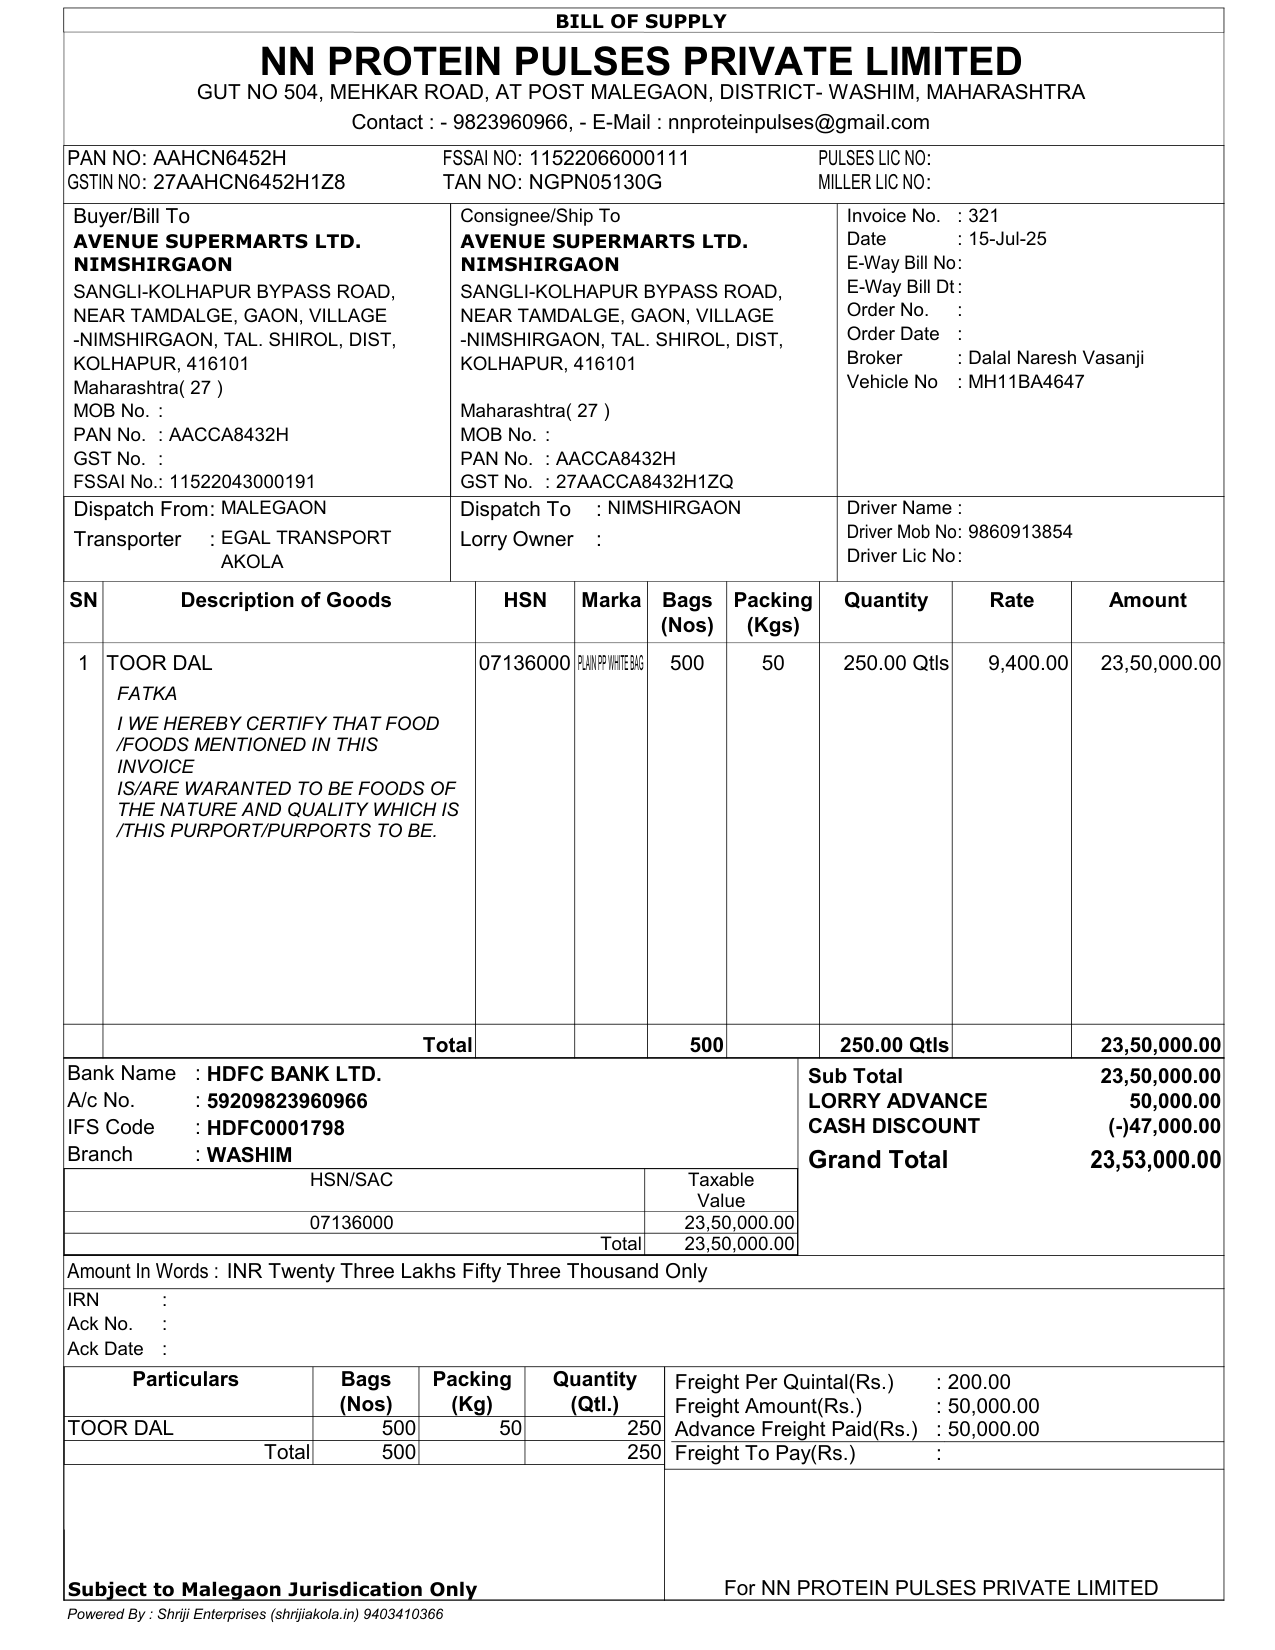 BILL OF SUPPLY
NN PROTEIN PULSES PRIVATE LIMITED
GUT NO 504, MEHKAR ROAD, AT POST MALEGAON, DISTRICT- WASHIM, MAHARASHTRA
Contact : - 9823960966, - E-Mail : nnproteinpulses@gmail.com
PAN NO: AAHCN6452H FSSAI NO: 11522066000111 PULSES LIC NO:
GSTIN NO: 27AAHCN6452H1Z8 TAN NO: NGPN05130G MILLER LIC NO:
Buyer/Bill To
AVENUE SUPERMARTS LTD.
NIMSHIRGAON
SANGLI-KOLHAPUR BYPASS ROAD,
NEAR TAMDALGE, GAON, VILLAGE
-NIMSHIRGAON, TAL. SHIROL, DIST,
KOLHAPUR, 416101
Maharashtra( 27 )
MOB No. :
PAN No. : AACCA8432H
GST No. :
FSSAI No.: 11522043000191
Consignee/Ship To
AVENUE SUPERMARTS LTD.
NIMSHIRGAON
SANGLI-KOLHAPUR BYPASS ROAD,
NEAR TAMDALGE, GAON, VILLAGE
-NIMSHIRGAON, TAL. SHIROL, DIST,
KOLHAPUR, 416101
Maharashtra( 27 )
MOB No. :
PAN No. : AACCA8432H
GST No. : 27AACCA8432H1ZQ
Invoice No. : 321
Date : 15-Jul-25
E-Way Bill No:
E-Way Bill Dt:
Order No. :
Order Date :
Broker : Dalal Naresh Vasanji
Vehicle No : MH11BA4647
Dispatch From: MALEGAON
Transporter : EGAL TRANSPORT
AKOLA
Dispatch To : NIMSHIRGAON
Lorry Owner :
Driver Name :
Driver Mob No: 9860913854
Driver Lic No:
SN Description of Goods HSN Marka Bags Packing Quantity Rate Amount
(Nos) (Kgs)
1 TOOR DAL 07136000 PLAIN PP WHITE BAG 500 50 250.00 Qtls 9,400.00 23,50,000.00
FATKA
I WE HEREBY CERTIFY THAT FOOD
/FOODS MENTIONED IN THIS
INVOICE
IS/ARE WARANTED TO BE FOODS OF
THE NATURE AND QUALITY WHICH IS
/THIS PURPORT/PURPORTS TO BE.
Total 500 250.00 Qtls 23,50,000.00
Bank Name : HDFC BANK LTD.
A/c No. : 59209823960966
IFS Code : HDFC0001798
Branch : WASHIM
Sub Total 23,50,000.00
LORRY ADVANCE 50,000.00
CASH DISCOUNT (-)47,000.00
Grand Total 23,53,000.00
HSN/SAC Taxable
Value
07136000 23,50,000.00
Total 23,50,000.00
Amount In Words : INR Twenty Three Lakhs Fifty Three Thousand Only
IRN :
Ack No. :
Ack Date :
Particulars Bags Packing Quantity
(Nos) (Kg) (Qtl.)
TOOR DAL 500 50 250
Total 500 250
Freight Per Quintal(Rs.) : 200.00
Freight Amount(Rs.) : 50,000.00
Advance Freight Paid(Rs.) : 50,000.00
Freight To Pay(Rs.) :
Subject to Malegaon Jurisdication Only
For NN PROTEIN PULSES PRIVATE LIMITED
Powered By : Shriji Enterprises (shrijiakola.in) 9403410366